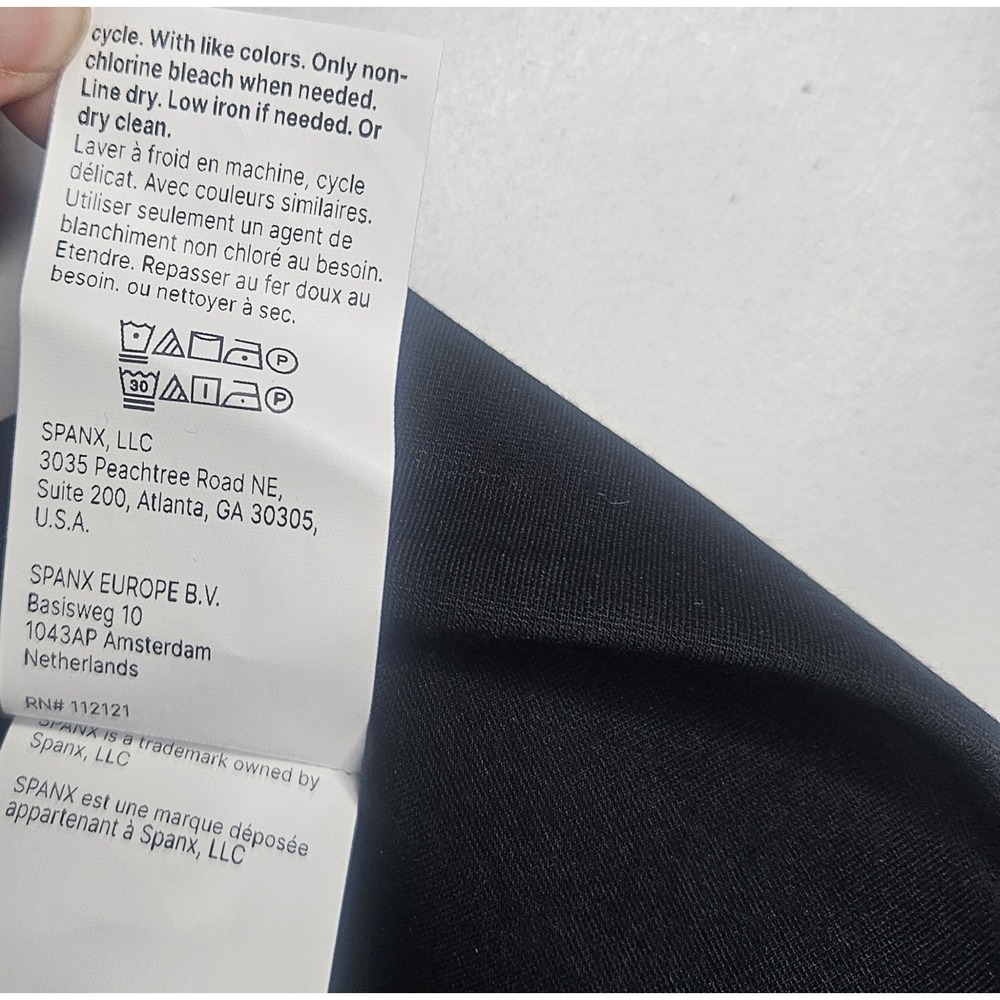 cycle. With like colors. Only non-
chlorine bleach when needed.
Line dry. Low iron if needed. Or
dry clean.
Laver à froid en machine, cycle
délicat. Avec couleurs similaires.
Utiliser seulement un agent de
blanchiment non chloré au besoin.
Etendre. Repasser au fer doux au
besoin. ou nettoyer à sec.
P
30 P
SPANX, LLC
3035 Peachtree Road NE,
Suite 200, Atlanta, GA 30305,
U.S.A.
SPANX EUROPE B.V.
Basisweg 10
1043AP Amsterdam
Netherlands
RN# 112121
SPANX is a trademark owned by
Spanx, LLC
SPANX est une marque déposée
appartenant à Spanx, LLC